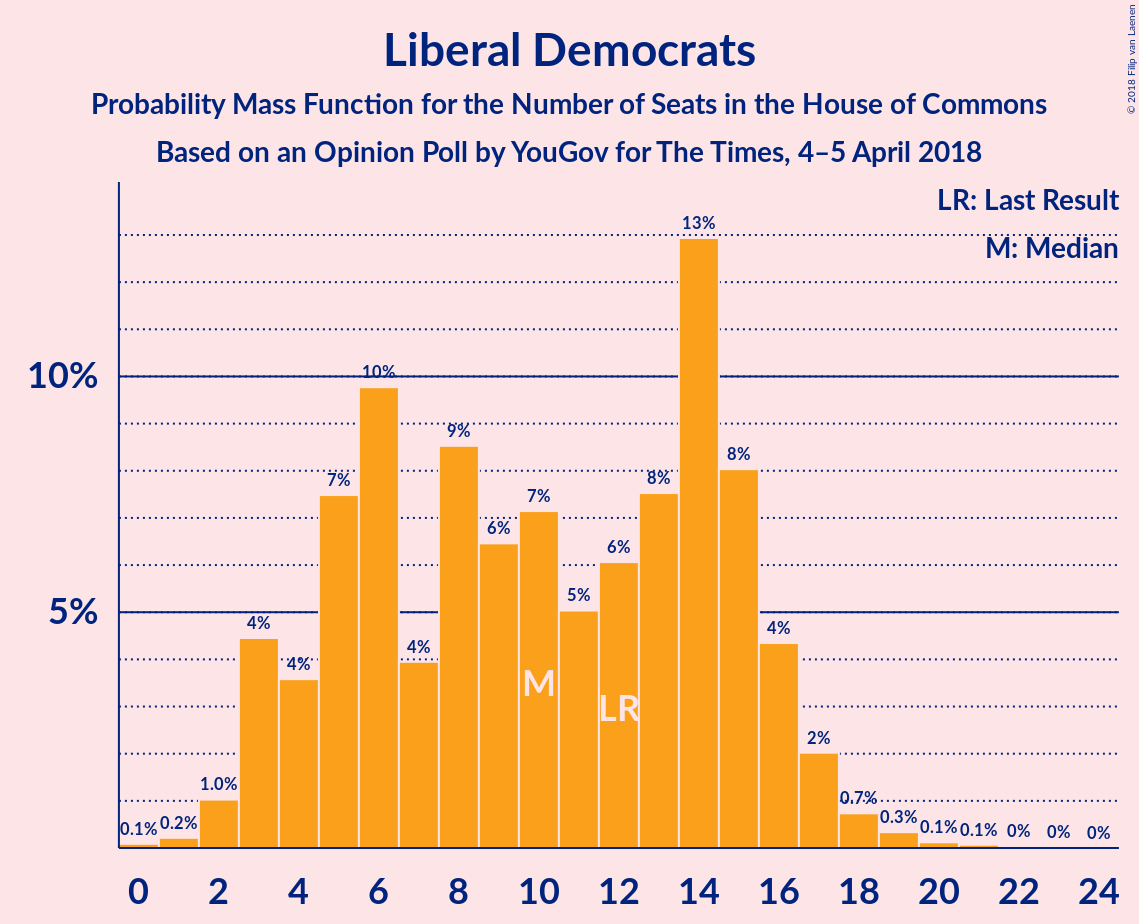 Liberal Democrats
Probability Mass Function for the Number of Seats in the House of Commons
Based on an Opinion Poll by YouGov for The Times, 4–5 April 2018
© 2018 Filip van Laenen
LR: Last Result
M: Median
10%
5%
0.1% 0.2% 1.0% 4% 4% 7% 10% 4% 9% 6% 7% 5% 6% 8% 13% 8% 4% 2% 0.7% 0.3% 0.1% 0.1% 0% 0% 0%
M
LR
0 2 4 6 8 10 12 14 16 18 20 22 24